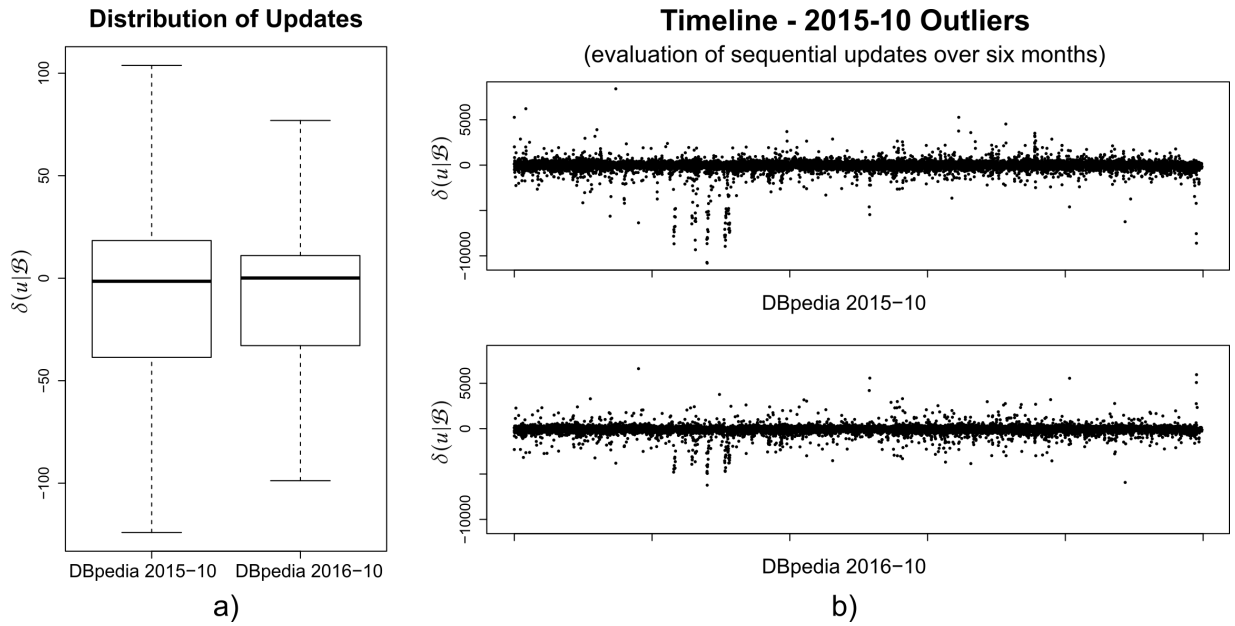 Distribution of Updates
100
50
0
−50
−100
δ(u|ℬ)
DBpedia 2015−10
DBpedia 2016−10
a)
Timeline - 2015-10 Outliers
(evaluation of sequential updates over six months)
5000
0
−10000
δ(u|ℬ)
DBpedia 2015−10
5000
0
−10000
δ(u|ℬ)
DBpedia 2016−10
b)